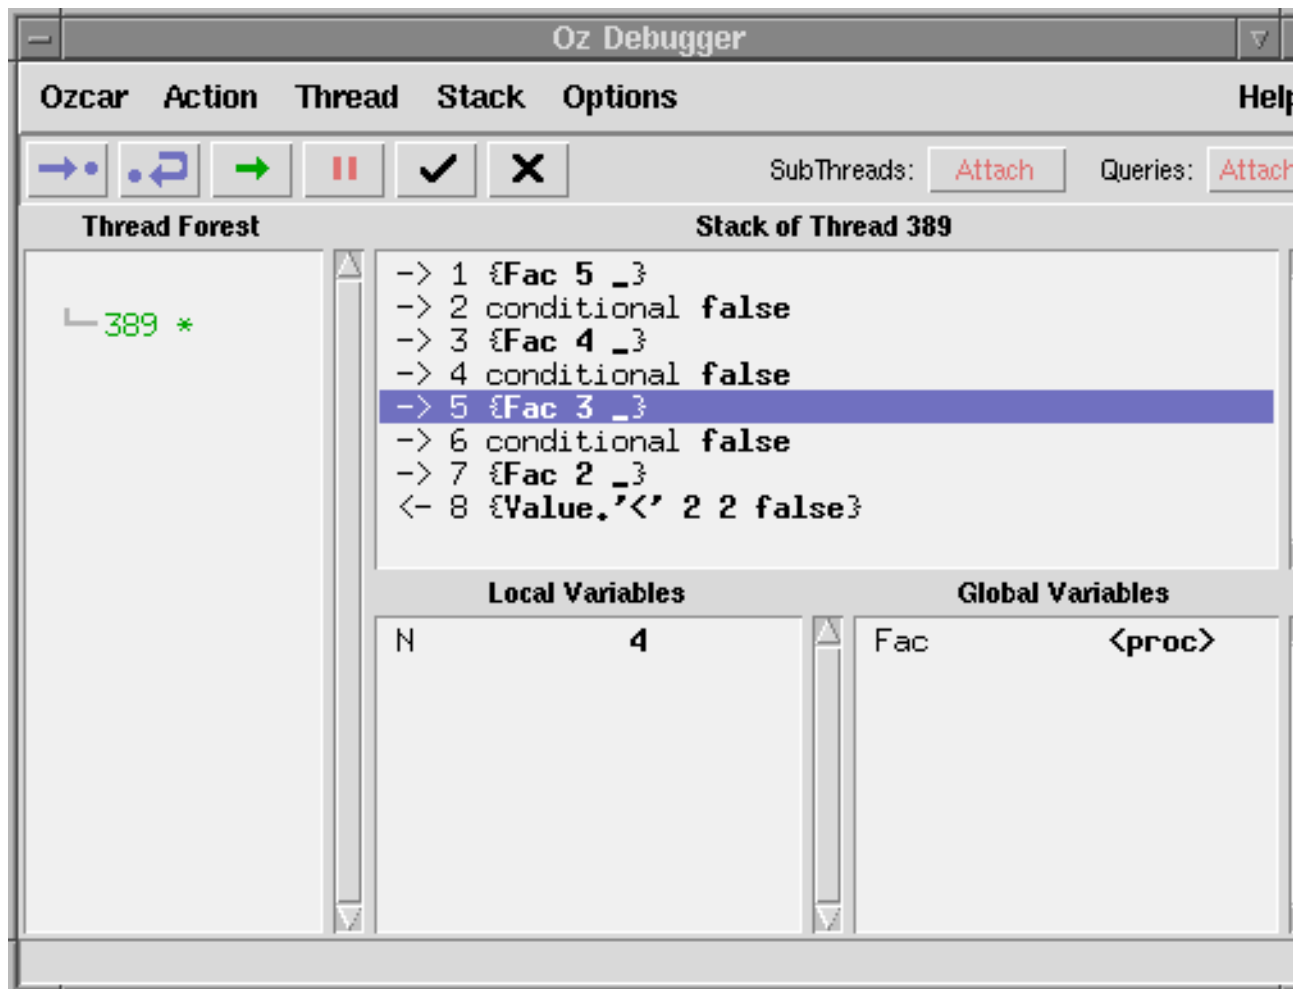 Oz Debugger
Ozcar Action Thread Stack Options Help
SubThreads: Attach Queries: Attach
Thread Forest
Stack of Thread 389
389 *
-> 1 {Fac 5 _}
-> 2 conditional false
-> 3 {Fac 4 _}
-> 4 conditional false
-> 5 {Fac 3 _}
-> 6 conditional false
-> 7 {Fac 2 _}
<- 8 {Value.'<' 2 2 false}
Local Variables
Global Variables
N 4
Fac <proc>